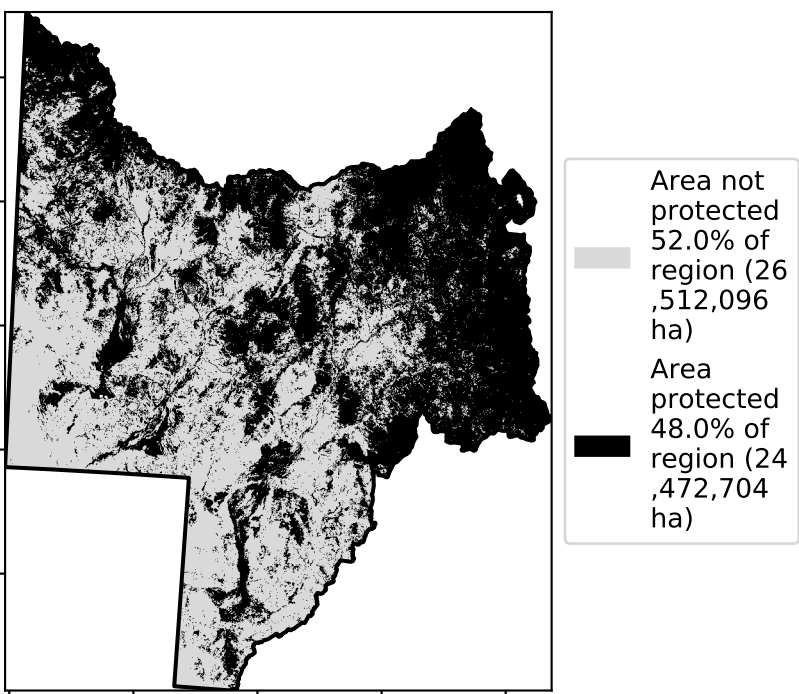 Area not
protected
52.0% of
region (26
,512,096
ha)
Area
protected
48.0% of
region (24
,472,704
ha)